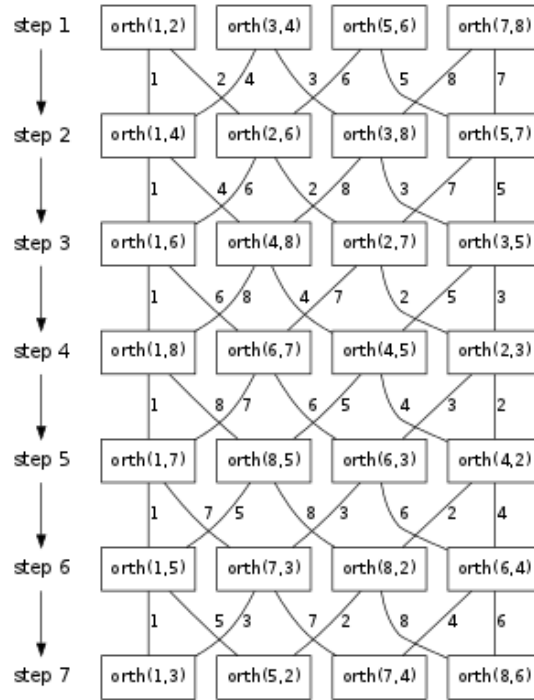 step 1 orth(1,2) orth(3,4) orth(5,6) orth(7,8)
1 2 4 3 6 5 8 7
step 2 orth(1,4) orth(2,6) orth(3,8) orth(5,7)
1 4 6 2 8 3 7 5
step 3 orth(1,6) orth(4,8) orth(2,7) orth(3,5)
1 6 8 4 7 2 5 3
step 4 orth(1,8) orth(6,7) orth(4,5) orth(2,3)
1 8 7 6 5 4 3 2
step 5 orth(1,7) orth(8,5) orth(6,3) orth(4,2)
1 7 5 8 3 6 2 4
step 6 orth(1,5) orth(7,3) orth(8,2) orth(6,4)
1 5 3 7 2 8 4 6
step 7 orth(1,3) orth(5,2) orth(7,4) orth(8,6)